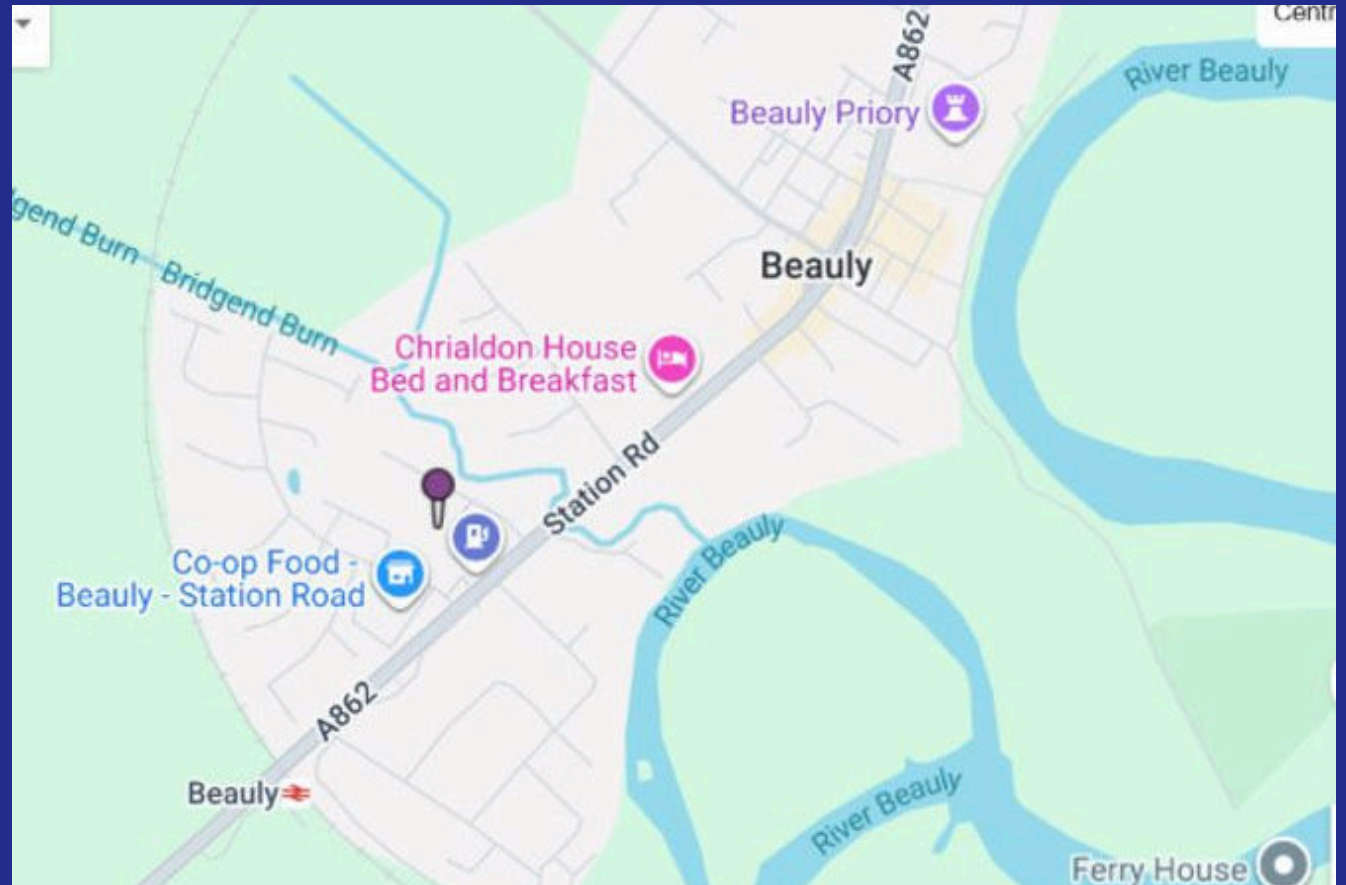 Centr
A862
River Beauly
Beauly Priory
gend Burn
Bridgend Burn
Beauly
Chrialdon House
Bed and Breakfast
Station Rd
Co-op Food -
Beauly - Station Road
River Beauly
A862
Beauly
River Beauly
Ferry House